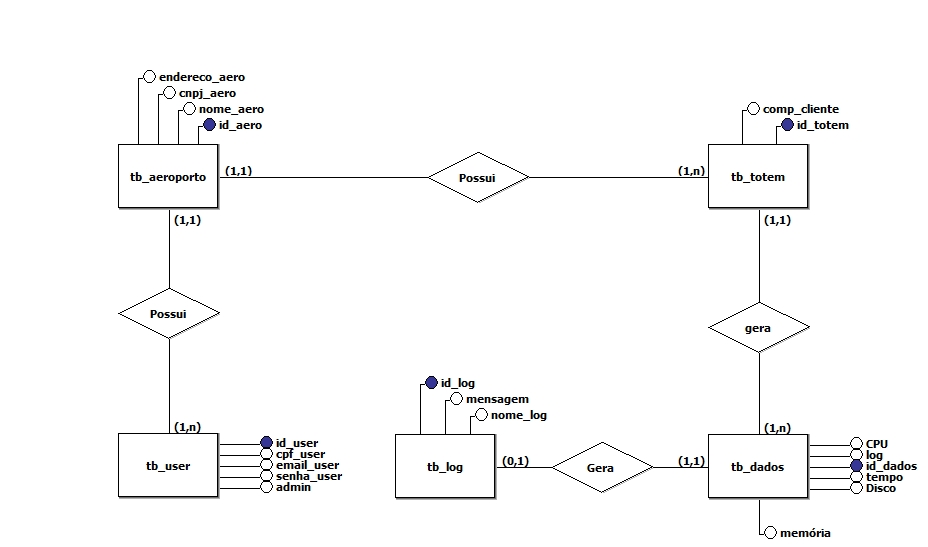 endereco_aero
cnpj_aero
nome_aero
id_aero
comp_cliente
id_totem
tb_aeroporto
(1,1)
Possui
(1,n)
tb_totem
(1,1)
(1,1)
Possui
gera
id_log
mensagem
nome_log
(1,n)
(1,n)
tb_user
id_user
cpf_user
email_user
senha_user
admin
tb_log
(0,1)
Gera
(1,1)
tb_dados
CPU
log
id_dados
tempo
Disco
memória